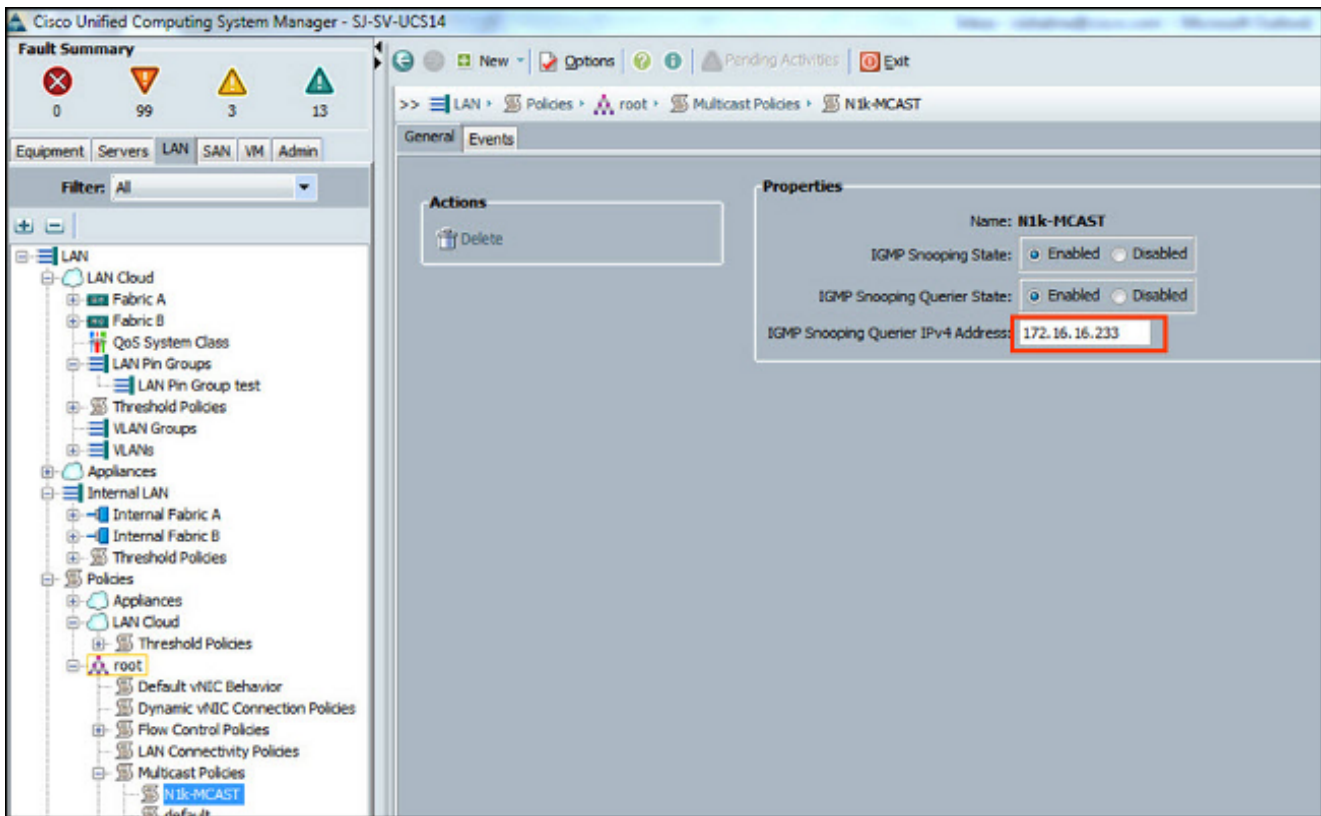 Cisco Unified Computing System Manager - SJ-SV-UCS14
Fault Summary
0 99 3 13
New Options Pending Activities Exit
>> LAN Policies root Multicast Policies N1k-MCAST
Equipment Servers LAN SAN VM Admin
Filter: All
General Events
Actions
Delete
Properties
Name: N1k-MCAST
IGMP Snooping State: Enabled Disabled
IGMP Snooping Querier State: Enabled Disabled
IGMP Snooping Querier IPv4 Address: 172.16.16.233
LAN
LAN Cloud
Fabric A
Fabric B
QoS System Class
LAN Pin Groups
LAN Pin Group test
Threshold Policies
VLAN Groups
VLANs
Appliances
Internal LAN
Internal Fabric A
Internal Fabric B
Threshold Policies
Policies
Appliances
LAN Cloud
Threshold Policies
root
Default vNIC Behavior
Dynamic vNIC Connection Policies
Flow Control Policies
LAN Connectivity Policies
Multicast Policies
N1k-MCAST
default